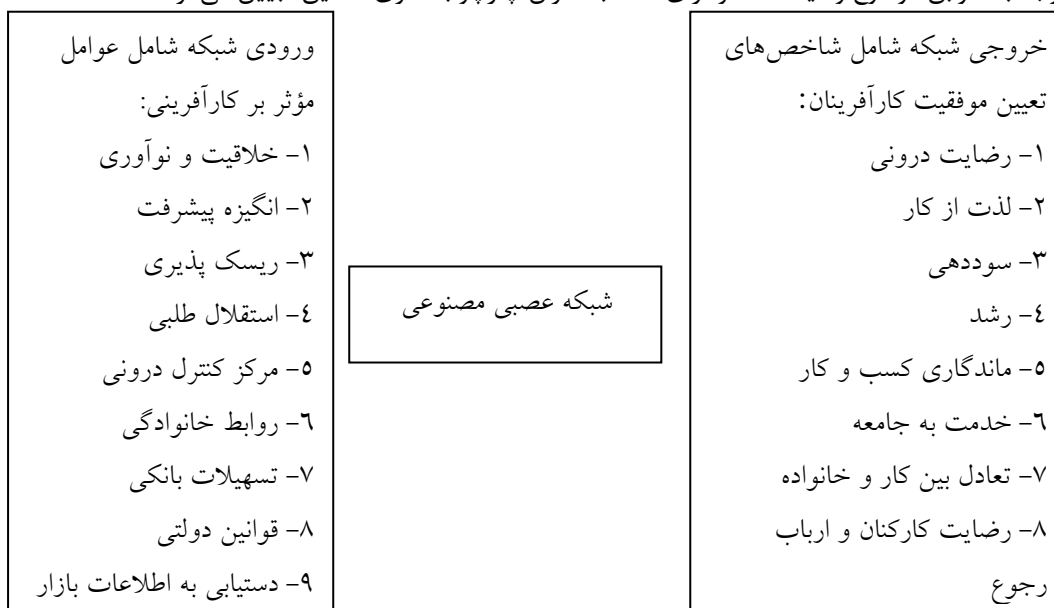 خروجی شبکه شامل شاخص‌های
تعیین موفقیت کارآفرینان:
۱- رضایت درونی
۲- لذت از کار
۳- سوددهی
٤- رشد
٥- ماندگاری کسب و کار
٦- خدمت به جامعه
۷- تعادل بین کار و خانواده
۸- رضایت کارکنان و ارباب
رجوع
شبکه عصبی مصنوعی
ورودی شبکه شامل عوامل
مؤثر بر کارآفرینی:
۱- خلاقیت و نوآوری
۲- انگیزه پیشرفت
۳- ریسک پذیری
٤- استقلال طلبی
٥- مرکز کنترل درونی
٦- روابط خانوادگی
۷- تسهیلات بانکی
۸- قوانین دولتی
۹- دستیابی به اطلاعات بازار